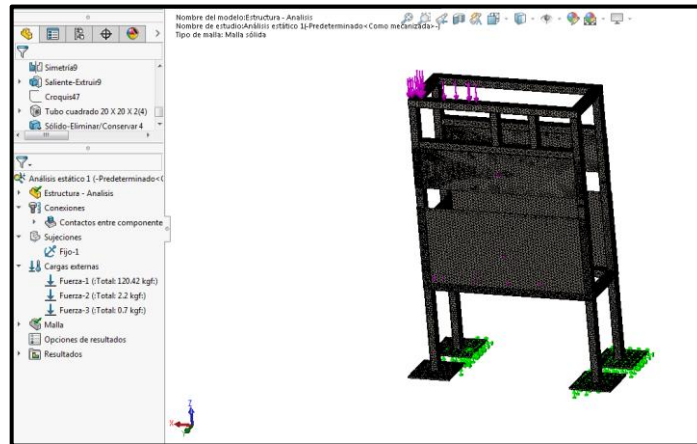 Nombre del modelo:Estructura - Analisis
Nombre de estudio:Análisis estático 1(-Predeterminado<Como mecanizada>-)
Tipo de malla: Malla sólida
Simetría9
Saliente-Extruir9
Croquis47
Tubo cuadrado 20 X 20 X 2(4)
Sólido-Eliminar/Conservar 4
Análisis estático 1 (-Predeterminado<
Estructura - Analisis
Conexiones
Contactos entre componente
Sujeciones
Fijo-1
Cargas externas
Fuerza-1 (:Total: 120.42 kgf:)
Fuerza-2 (:Total: 2.2 kgf:)
Fuerza-3 (:Total: 0.7 kgf:)
Malla
Opciones de resultados
Resultados
Z
X